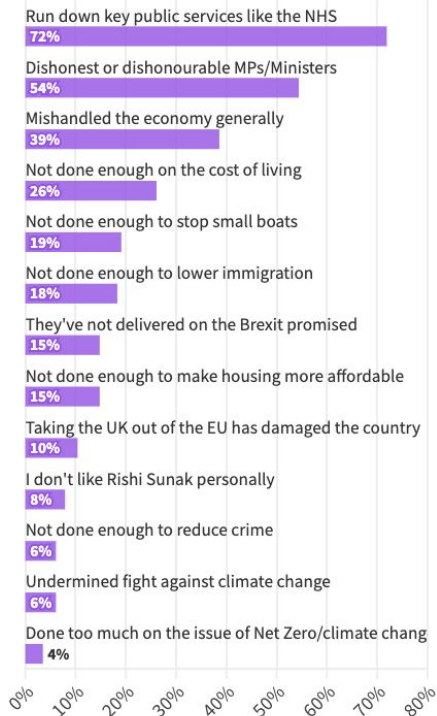 Run down key public services like the NHS
72%
Dishonest or dishonourable MPs/Ministers
54%
Mishandled the economy generally
39%
Not done enough on the cost of living
26%
Not done enough to stop small boats
19%
Not done enough to lower immigration
18%
They've not delivered on the Brexit promised
15%
Not done enough to make housing more affordable
15%
Taking the UK out of the EU has damaged the country
10%
I don't like Rishi Sunak personally
8%
Not done enough to reduce crime
6%
Undermined fight against climate change
6%
Done too much on the issue of Net Zero/climate chang
4%
0% 10% 20% 30% 40% 50% 60% 70% 80%